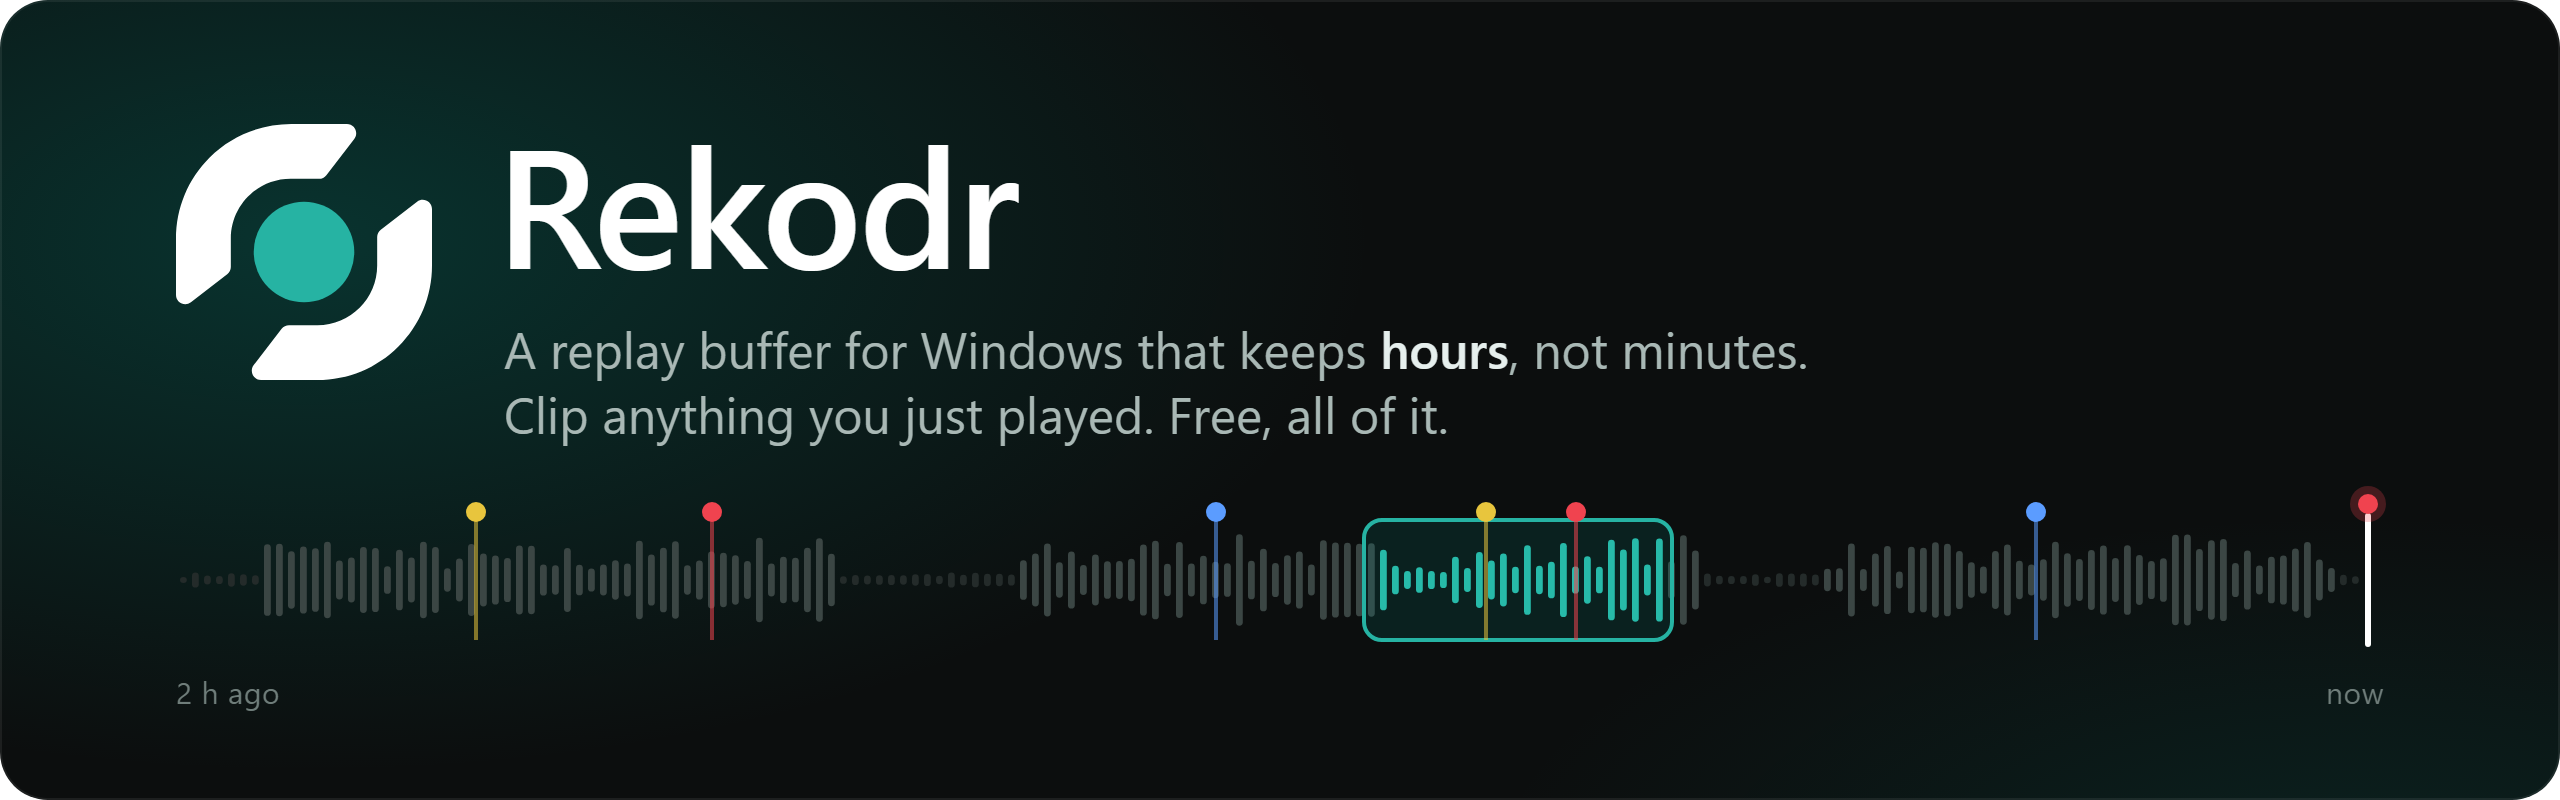 Rekodr
A replay buffer for Windows that keeps hours, not minutes.
Clip anything you just played. Free, all of it.
2 h ago
now